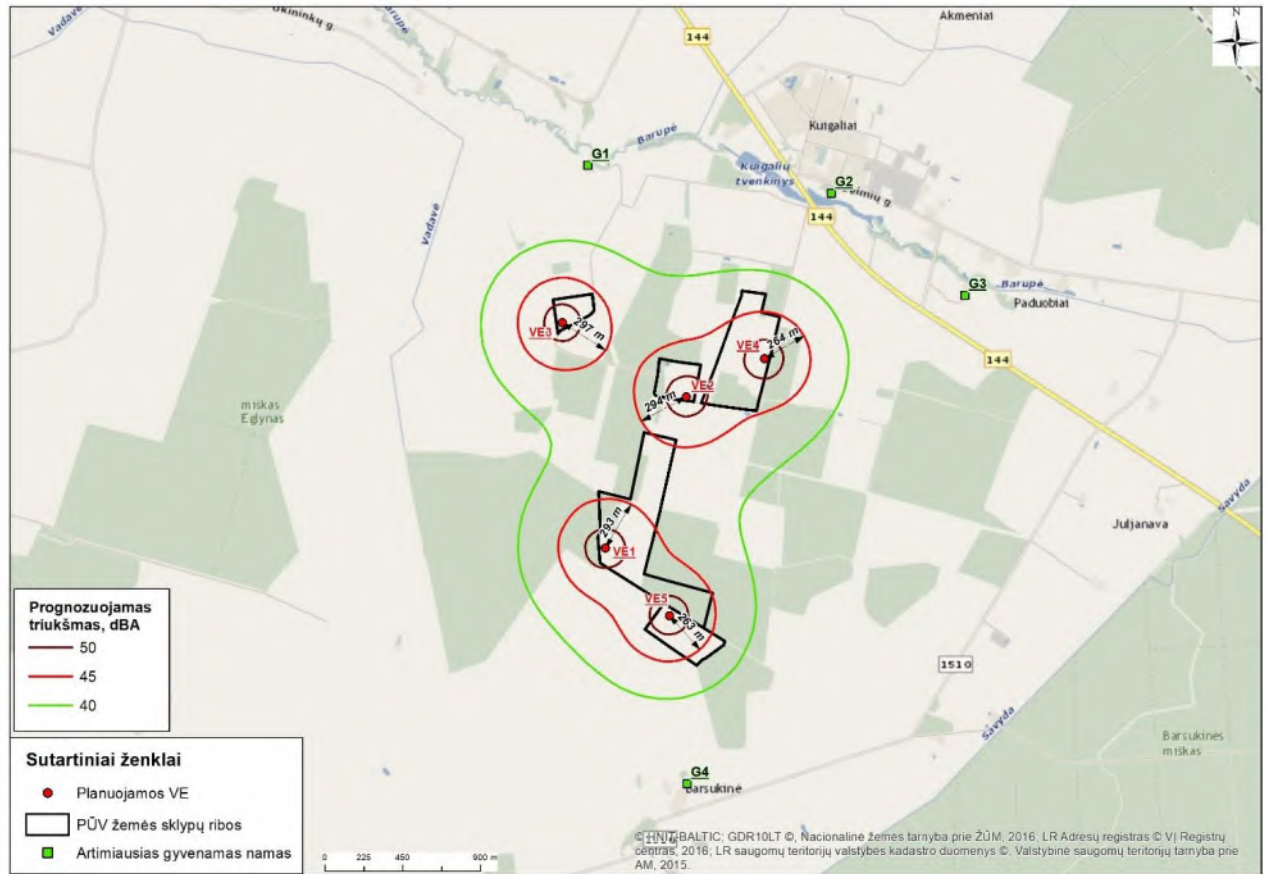 Vadavė
Ūkininkų g.
Barupė
144
Akmeniai
N
Kuigaliai
G1
Barupė
Kuigalių
tvenkinys
G2
144
Vadavė
G3
Barupė
Paduobiai
VE3
297 m
VE4
264 m
144
VE2
294 m
miškas
Eglynas
Savyda
Juljanava
293 m
VE1
VE5
263 m
1510
Savyda
Barsukinės
miškas
G4
Barsukinė
Prognozuojamas
triukšmas, dBA
50
45
40
Sutartiniai ženklai
Planuojamos VE
PŪV žemės sklypų ribos
Artimiausias gyvenamas namas
0 225 450 900 m
©HNIT-BALTIC; GDR10LT ©, Nacionalinė žemės tarnyba prie ŽŪM, 2016; LR Adresų registras © VĮ Registrų
centras, 2016; LR saugomų teritorijų valstybės kadastro duomenys ©, Valstybinė saugomų teritorijų tarnyba prie
AM, 2015.